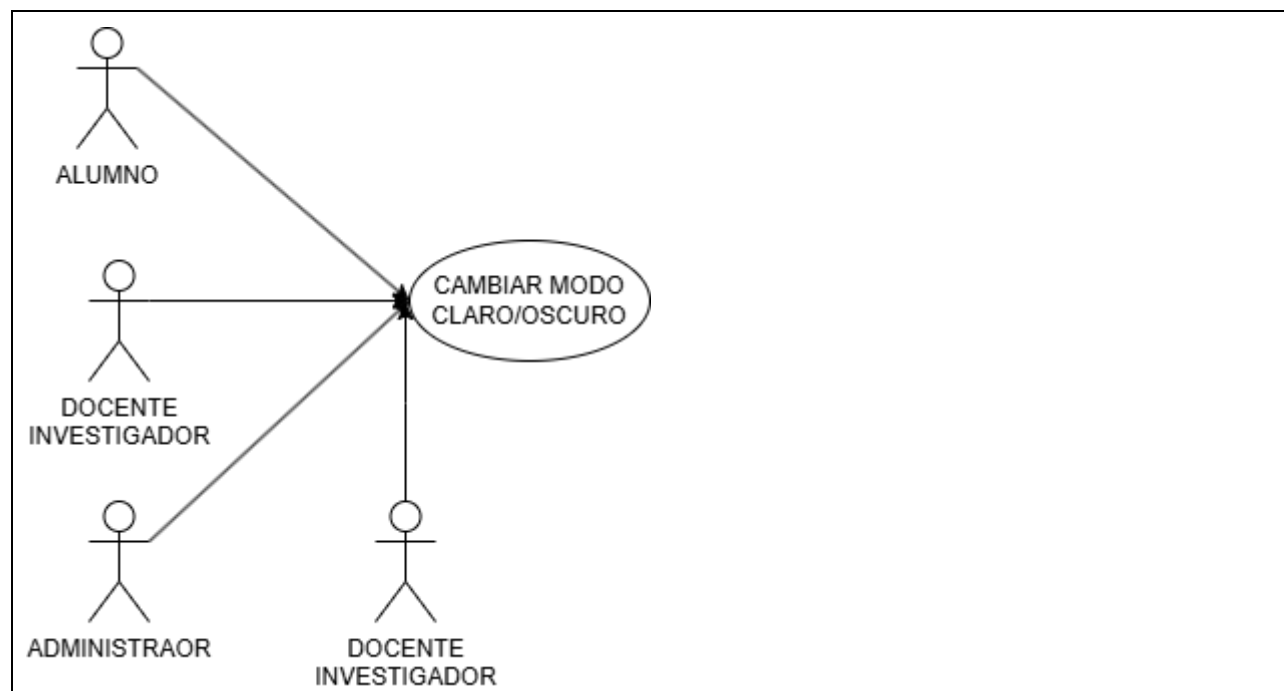 ALUMNO
CAMBIAR MODO
CLARO/OSCURO
DOCENTE
INVESTIGADOR
ADMINISTRAOR
DOCENTE
INVESTIGADOR